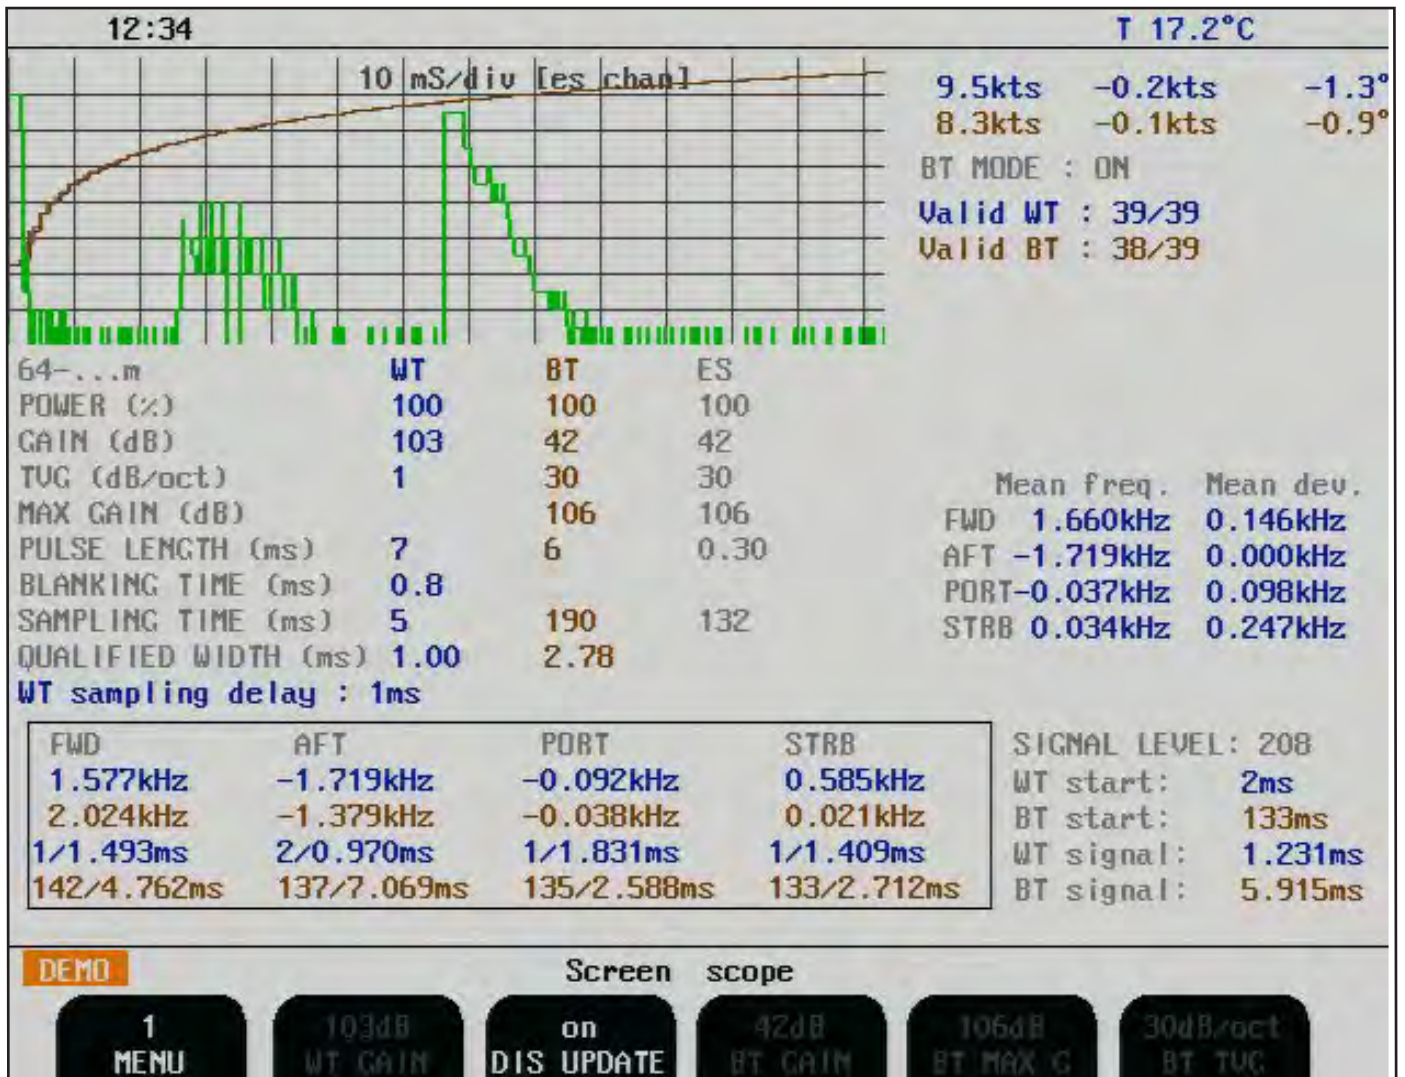 12:34 T 17.2°C
10 mS/div [es chan]
9.5kts -0.2kts -1.3°
8.3kts -0.1kts -0.9°
BT MODE : ON
Valid WT : 39/39
Valid BT : 38/39
64-...m WT BT ES
POWER (%) 100 100 100
GAIN (dB) 103 42 42
TVG (dB/oct) 1 30 30
MAX GAIN (dB) 106 106
PULSE LENGTH (ms) 7 6 0.30
BLANKING TIME (ms) 0.8
SAMPLING TIME (ms) 5 190 132
QUALIFIED WIDTH (ms) 1.00 2.78
WT sampling delay : 1ms
Mean freq. Mean dev.
FWD 1.660kHz 0.146kHz
AFT -1.719kHz 0.000kHz
PORT-0.037kHz 0.098kHz
STRB 0.034kHz 0.247kHz
FWD AFT PORT STRB
1.577kHz -1.719kHz -0.092kHz 0.585kHz
2.024kHz -1.379kHz -0.038kHz 0.021kHz
1/1.493ms 2/0.970ms 1/1.831ms 1/1.409ms
142/4.762ms 137/7.069ms 135/2.588ms 133/2.712ms
SIGNAL LEVEL: 208
WT start: 2ms
BT start: 133ms
WT signal: 1.231ms
BT signal: 5.915ms
DEMO Screen scope
1 103dB on 42dB 106dB 30dB/oct
MENU WT GAIN DIS UPDATE BT GAIN BT MAX G BT TVG